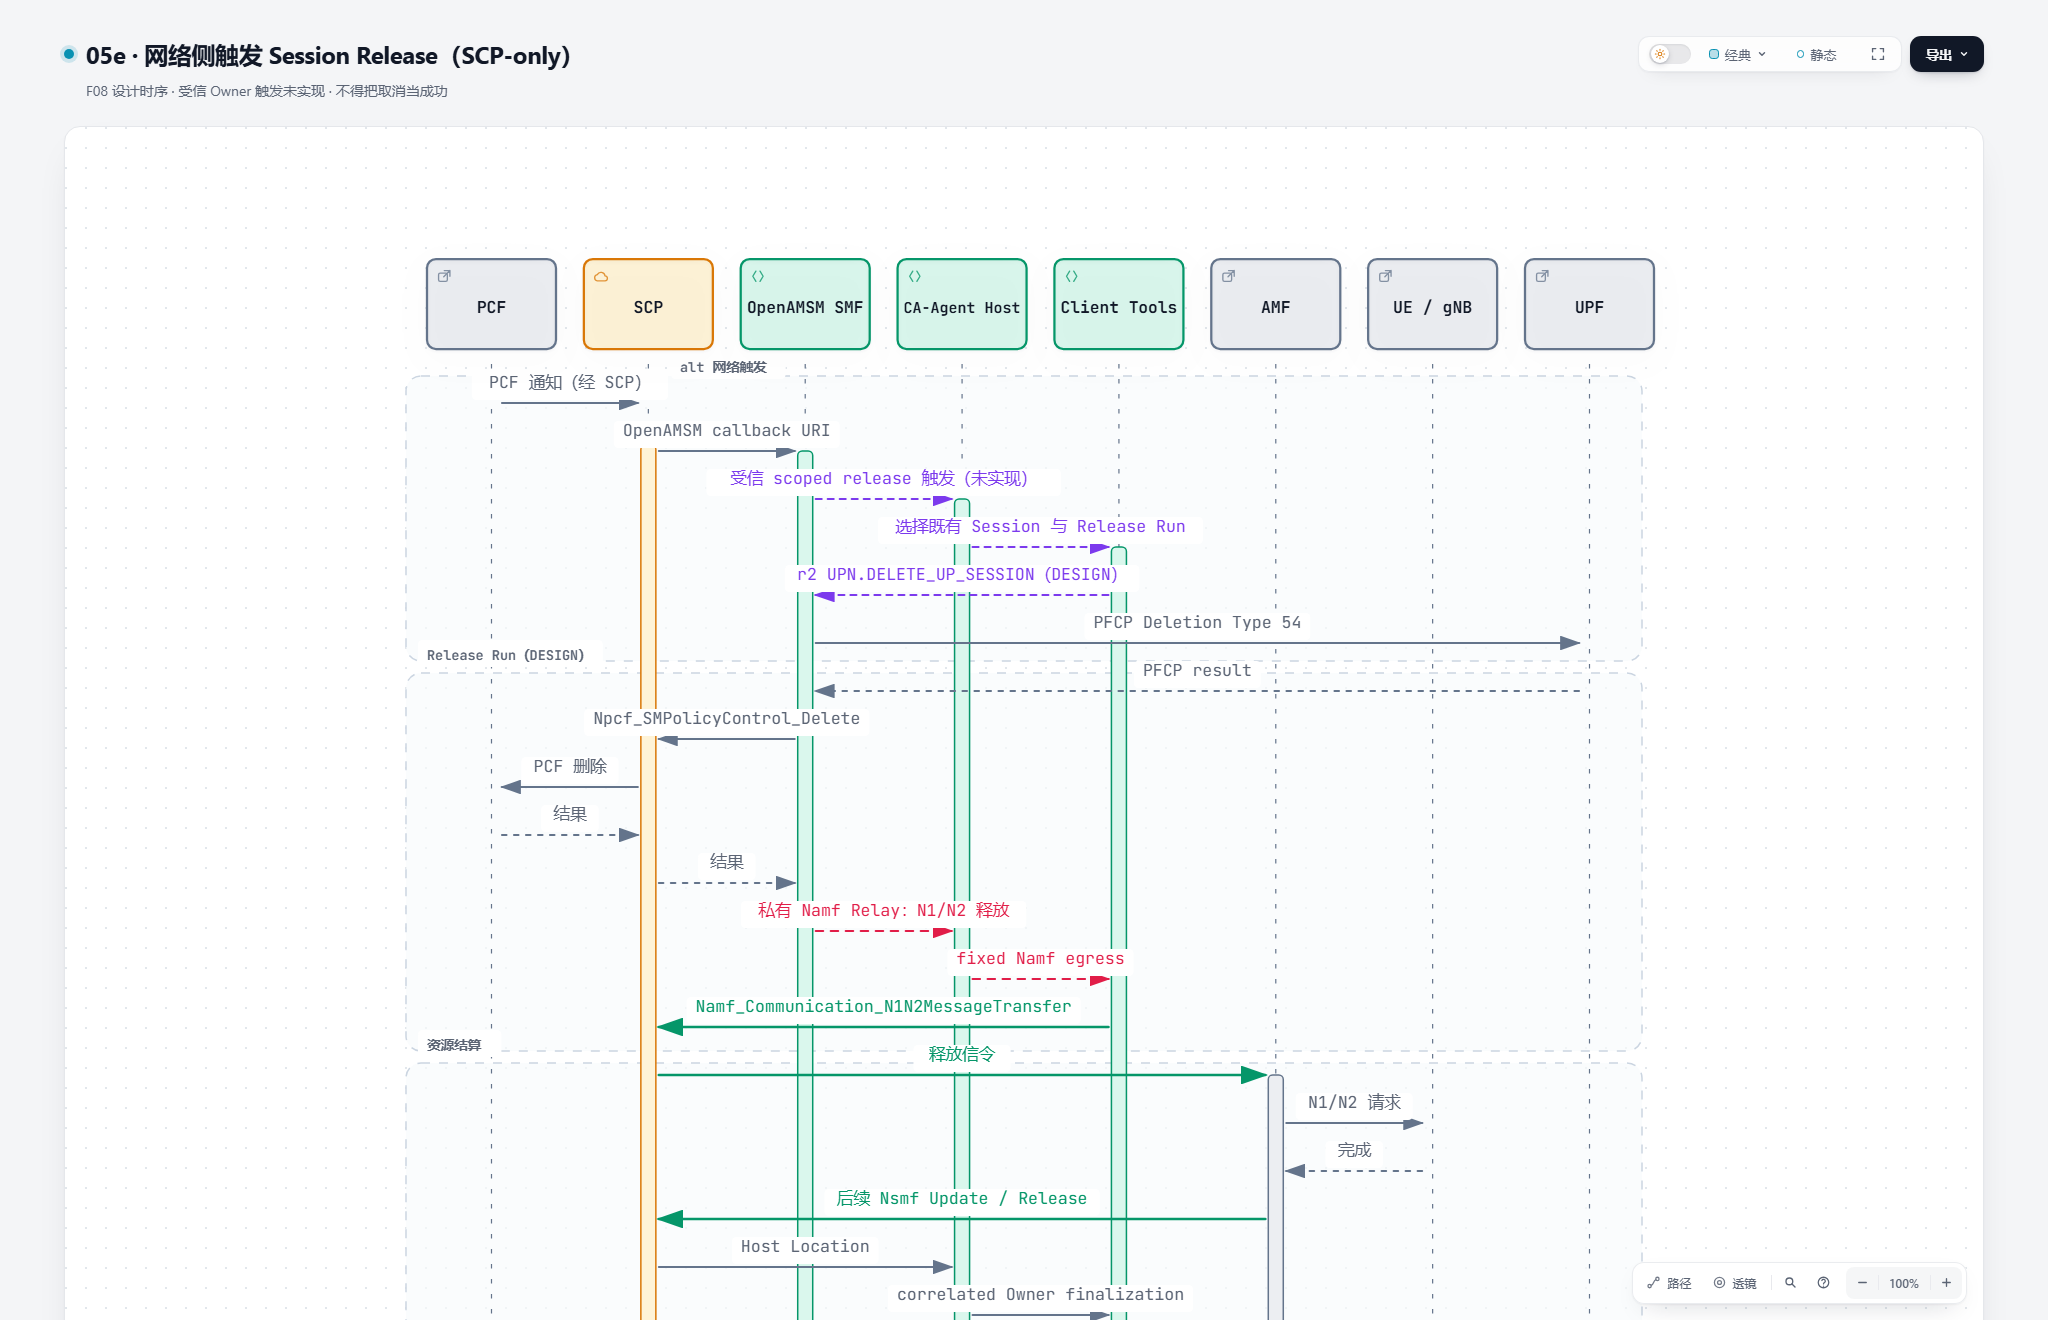 05e · 网络侧触发 Session Release（SCP-only）
F08 设计时序 · 受信 Owner 触发未实现 · 不得把取消当成功
经典
静态
导出
PCF
SCP
OpenAMSM SMF
CA-Agent Host
Client Tools
AMF
UE / gNB
UPF
alt 网络触发
PCF 通知（经 SCP）
OpenAMSM callback URI
受信 scoped release 触发（未实现）
选择既有 Session 与 Release Run
r2 UPN.DELETE_UP_SESSION（DESIGN）
PFCP Deletion Type 54
Release Run（DESIGN）
PFCP result
Npcf_SMPolicyControl_Delete
PCF 删除
结果
结果
私有 Namf Relay：N1/N2 释放
fixed Namf egress
Namf_Communication_N1N2MessageTransfer
资源结算
释放信令
N1/N2 请求
完成
后续 Nsmf Update / Release
Host Location
correlated Owner finalization
路径
透镜
100%